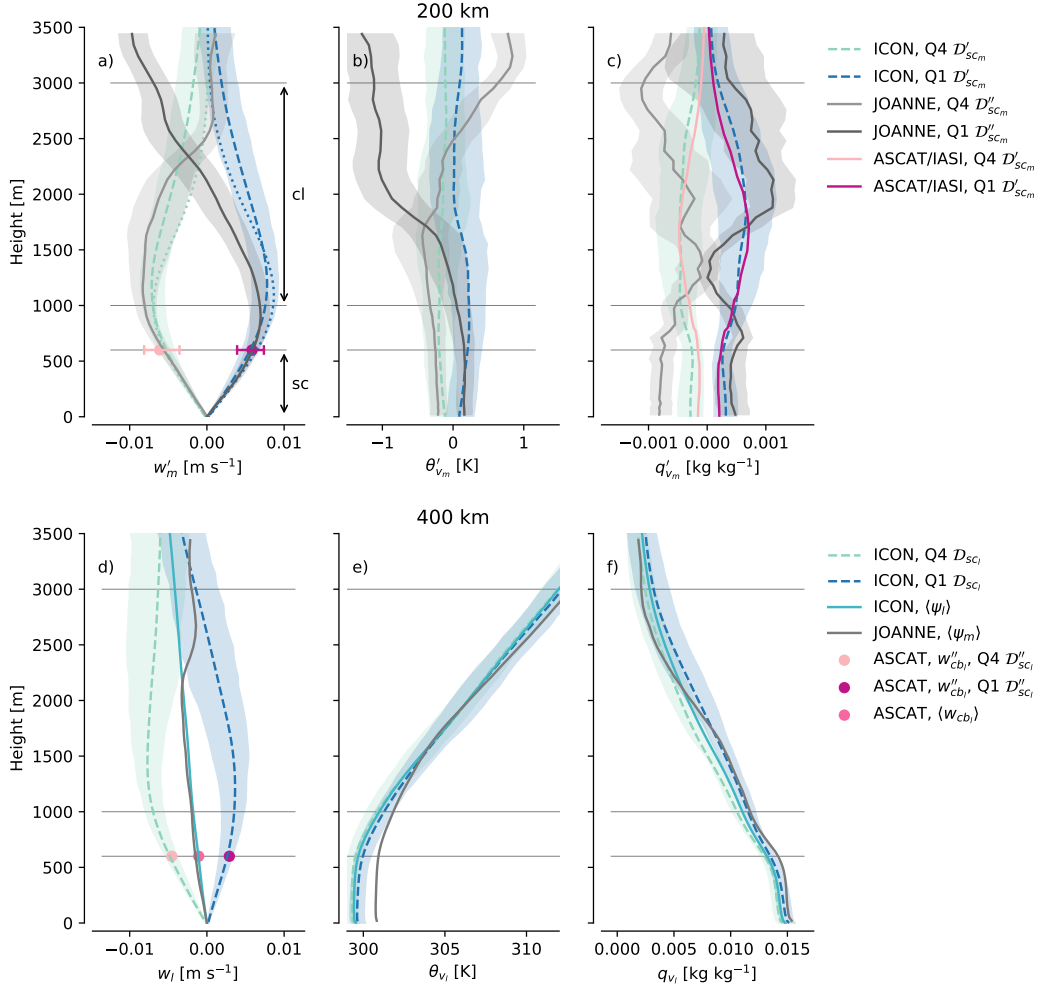 200 km
a)
b)
c)
3500
3000
2500
2000
1500
1000
500
0
Height [m]
cl
sc
−0.01 0.00 0.01
w′ₘ [m s⁻¹]
−1 0 1
θ′ᵥₘ [K]
−0.001 0.000 0.001
q′ᵥₘ [kg kg⁻¹]
ICON, Q4 𝒟′scₘ
ICON, Q1 𝒟′scₘ
JOANNE, Q4 𝒟″scₘ
JOANNE, Q1 𝒟″scₘ
ASCAT/IASI, Q4 𝒟′scₘ
ASCAT/IASI, Q1 𝒟′scₘ
400 km
d)
e)
f)
3500
3000
2500
2000
1500
1000
500
0
Height [m]
−0.01 0.00 0.01
wₗ [m s⁻¹]
300 305 310
θᵥₗ [K]
0.000 0.005 0.010 0.015
qᵥₗ [kg kg⁻¹]
ICON, Q4 𝒟scₗ
ICON, Q1 𝒟scₗ
ICON, ⟨ψₗ⟩
JOANNE, ⟨ψₘ⟩
ASCAT, w″cbₗ, Q4 𝒟″scₗ
ASCAT, w″cbₗ, Q1 𝒟″scₗ
ASCAT, ⟨wcbₗ⟩